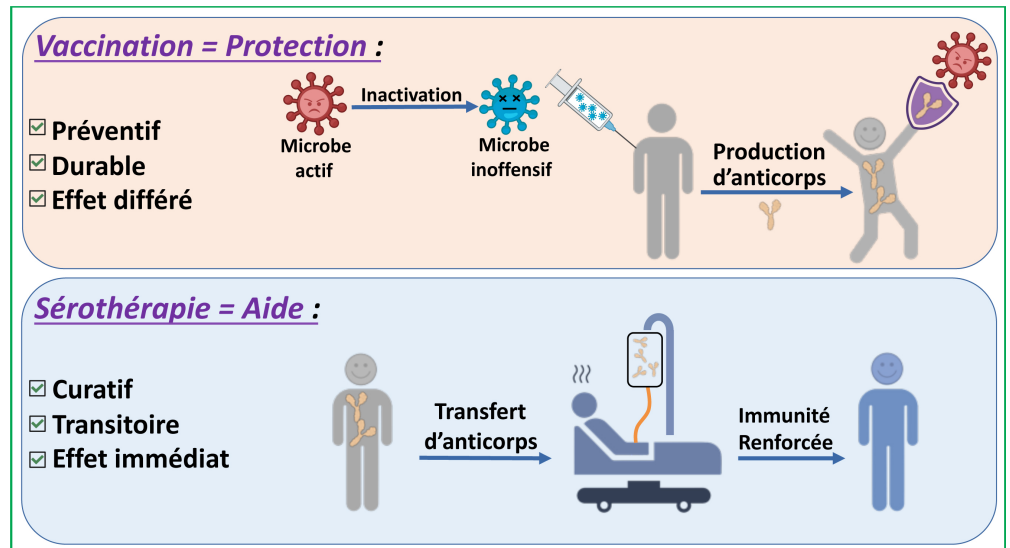 Vaccination = Protection :
Préventif
Durable
Effet différé
Microbe
actif
Inactivation
Microbe
inoffensif
Production
d'anticorps
Sérothérapie = Aide :
Curatif
Transitoire
Effet immédiat
Transfert
d'anticorps
Immunité
Renforcée